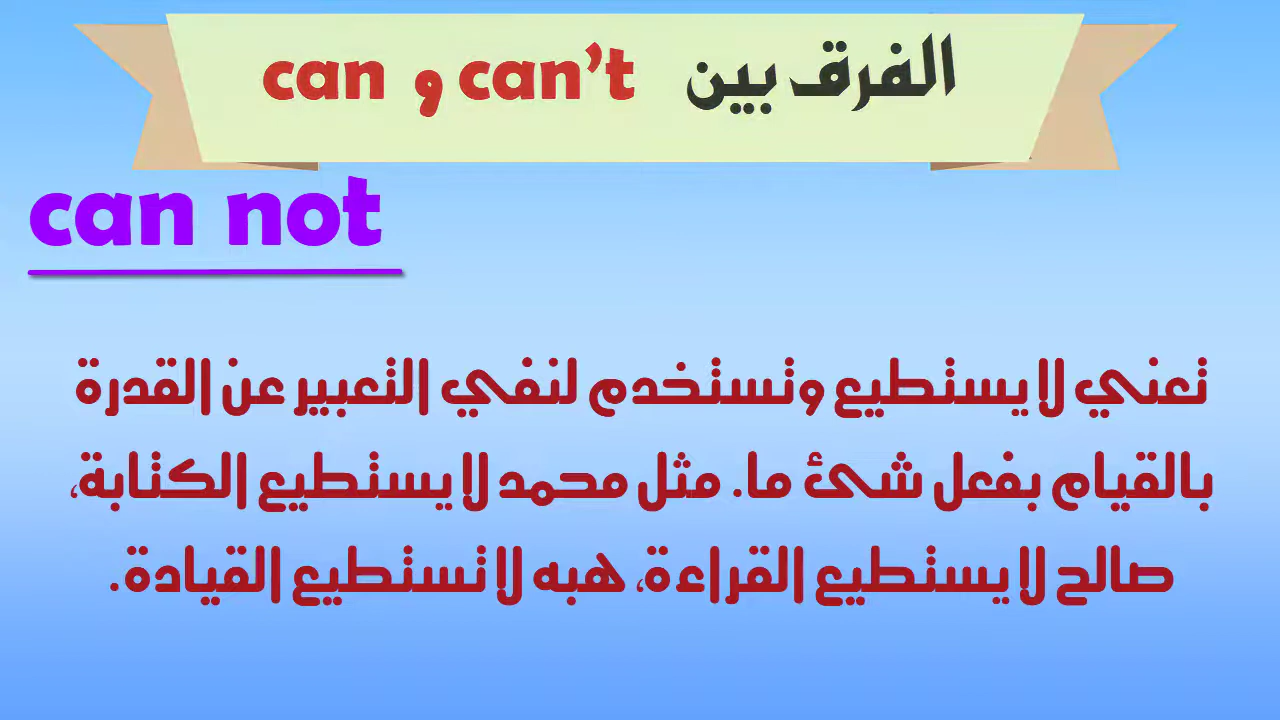 الفرق بين can’t و can
can not
تعني لا يستطيع وتستخدم لنفي التعبير عن القدرة
بالقيام بفعل شئ ما. مثل محمد لا يستطيع الكتابة،
صالح لا يستطيع القراءة، هبه لا تستطيع القيادة.